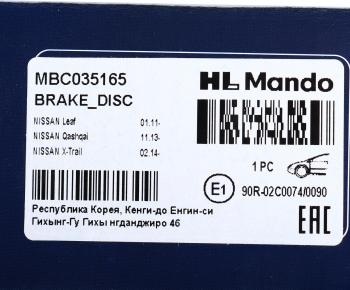 MBC035165
HL Mando
BRAKE_DISC
NISSAN Leaf 01.11-
NISSAN Qashqai 11.13-
NISSAN X-Trail 02.14-
1 PC
E1 90R-02C0074/0090
Республика Корея, Кенги-до Енгин-си
Гихынг-Гу Гихы нгданджиро 46
EAC